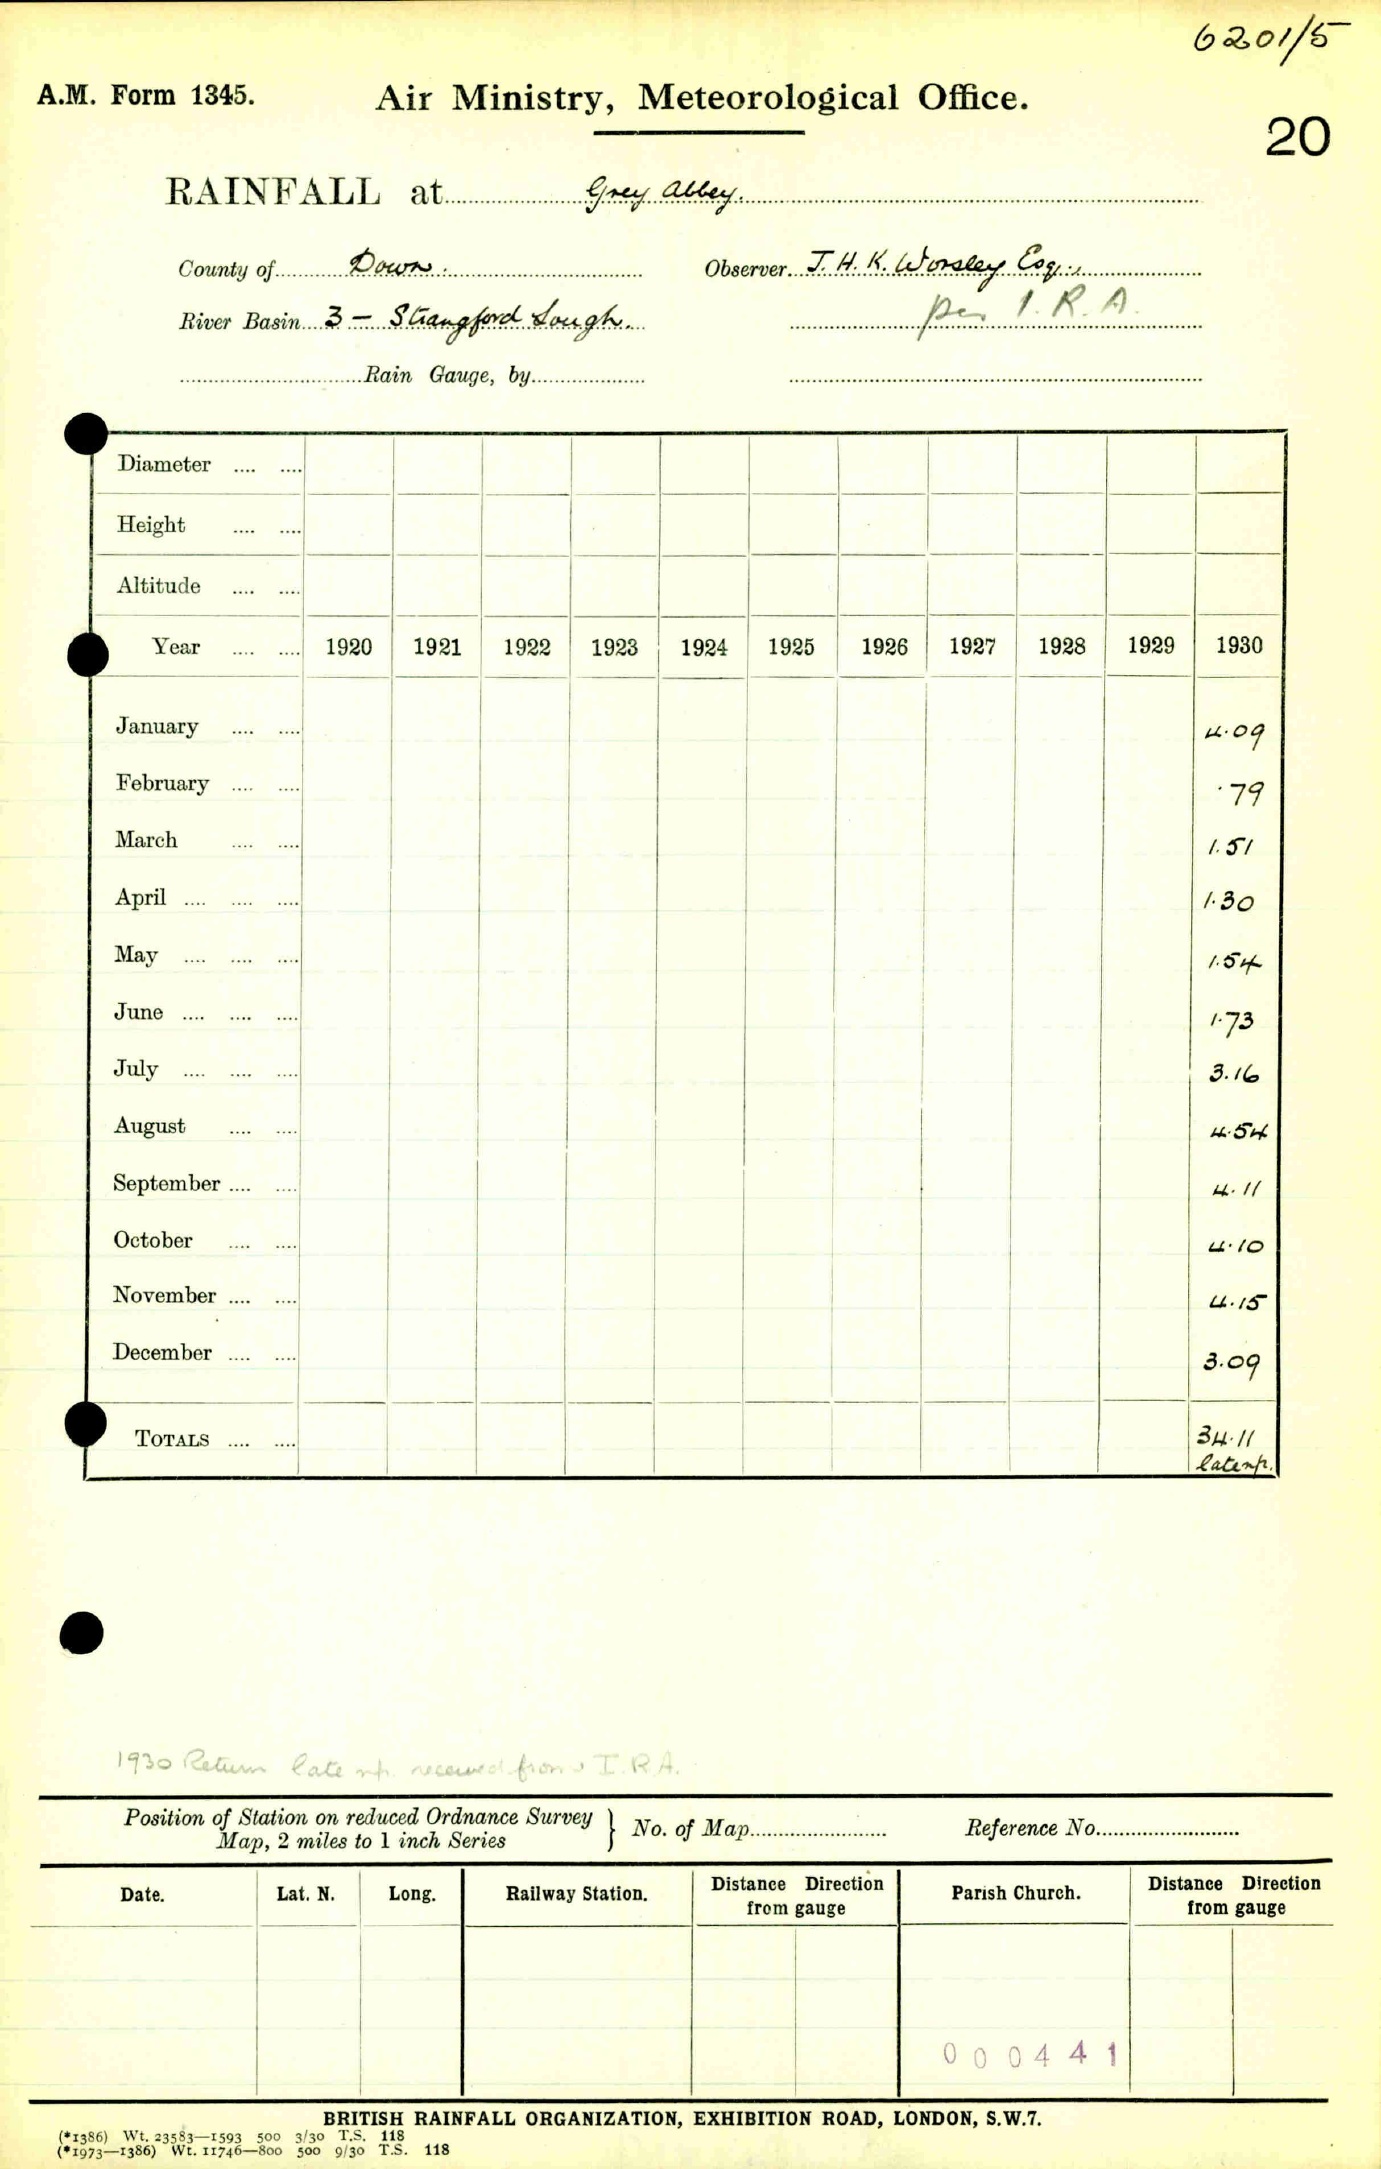 6201/5
A.M. Form 1345.
Air Ministry, Meteorological Office.
20
RAINFALL at Grey Abbey.
County of Down. Observer J. H. K. Worsley Esq.,
River Basin 3 — Strangford Lough. per I. R. A.
Rain Gauge, by
Diameter
Height
Altitude
Year 1920 1921 1922 1923 1924 1925 1926 1927 1928 1929 1930
January 4.09
February .79
March 1.51
April 1.30
May 1.54
June 1.73
July 3.16
August 4.54
September 4.11
October 4.10
November 4.15
December 3.09
TOTALS 34.11
late np.
1930 Return late np. received from I.R.A.
Position of Station on reduced Ordnance Survey
Map, 2 miles to 1 inch Series } No. of Map Reference No.
Date. Lat. N. Long. Railway Station. Distance Direction
from gauge Parish Church. Distance Direction
from gauge
000441
BRITISH RAINFALL ORGANIZATION, EXHIBITION ROAD, LONDON, S.W.7.
(*1386) Wt. 23583—1593 500 3/30 T.S. 118
(*1973—1386) Wt. 11746—800 500 9/30 T.S. 118